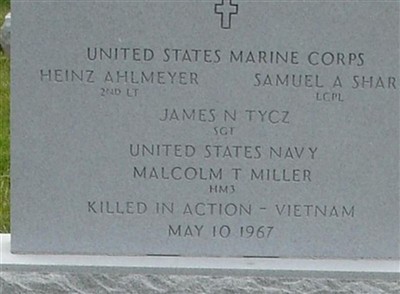 UNITED STATES MARINE CORPS
HEINZ AHLMEYER SAMUEL A SHAR
2ND LT LCPL
JAMES N TYCZ
SGT
UNITED STATES NAVY
MALCOLM T MILLER
HM3
KILLED IN ACTION - VIETNAM
MAY 10 1967